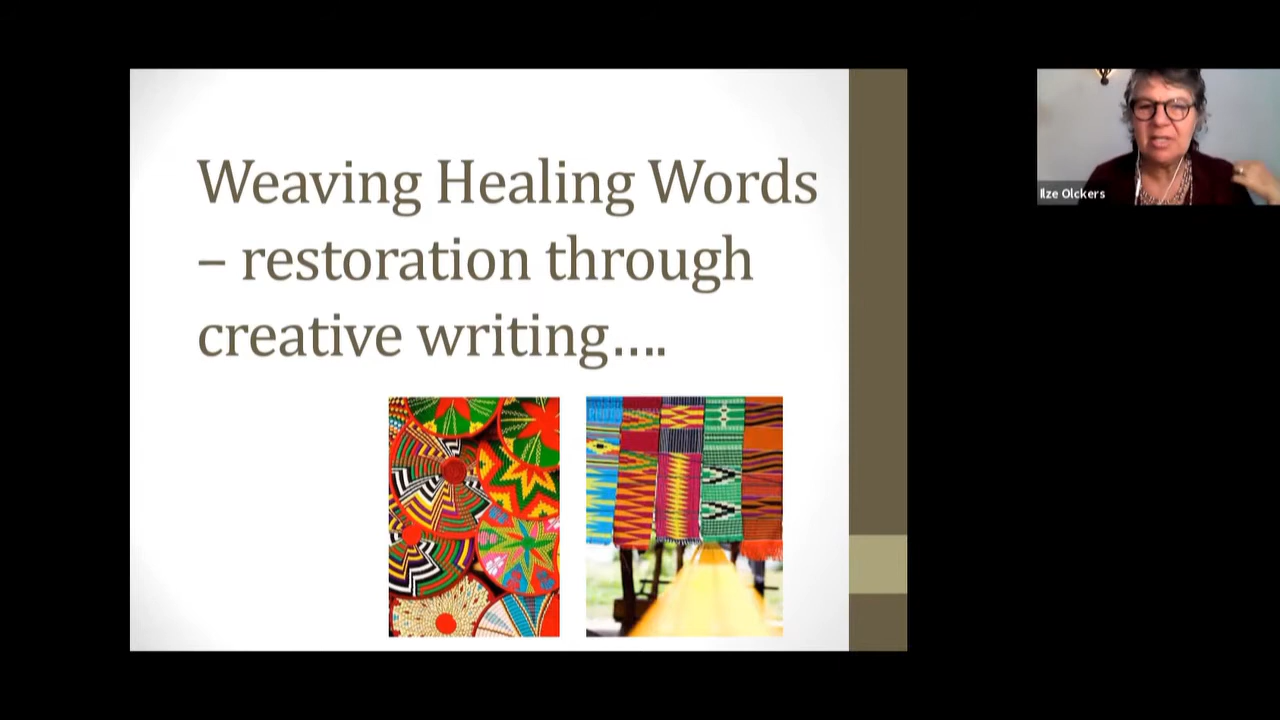 Weaving Healing Words
– restoration through
creative writing….
Ilze Olckers